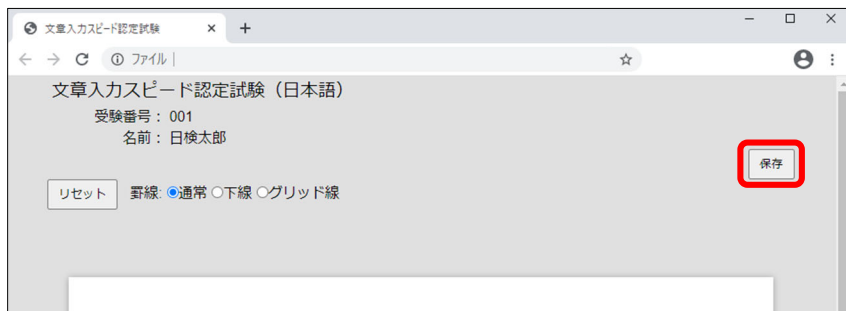 文章入力スピード認定試験
ファイル
文章入力スピード認定試験（日本語）
受験番号： 001
名前： 日検太郎
保存
リセット 罫線: 通常 下線 グリッド線